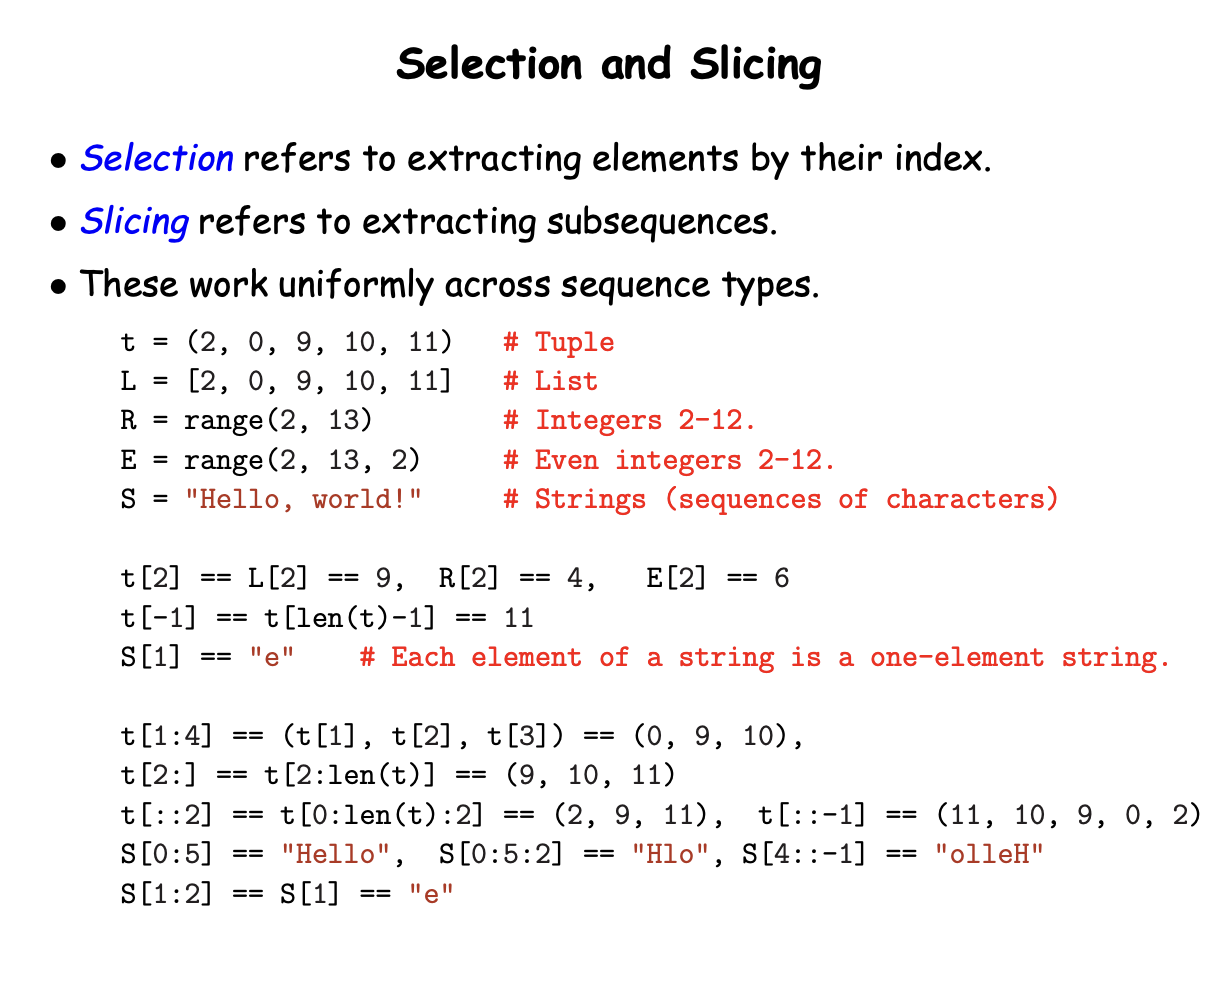 Selection and Slicing
• Selection refers to extracting elements by their index.
• Slicing refers to extracting subsequences.
• These work uniformly across sequence types.
t = (2, 0, 9, 10, 11)   # Tuple
L = [2, 0, 9, 10, 11]   # List
R = range(2, 13)        # Integers 2-12.
E = range(2, 13, 2)     # Even integers 2-12.
S = "Hello, world!"     # Strings (sequences of characters)
t[2] == L[2] == 9,  R[2] == 4,   E[2] == 6
t[-1] == t[len(t)-1] == 11
S[1] == "e"    # Each element of a string is a one-element string.
t[1:4] == (t[1], t[2], t[3]) == (0, 9, 10),
t[2:] == t[2:len(t)] == (9, 10, 11)
t[::2] == t[0:len(t):2] == (2, 9, 11),  t[::-1] == (11, 10, 9, 0, 2)
S[0:5] == "Hello",  S[0:5:2] == "Hlo", S[4::-1] == "olleH"
S[1:2] == S[1] == "e"